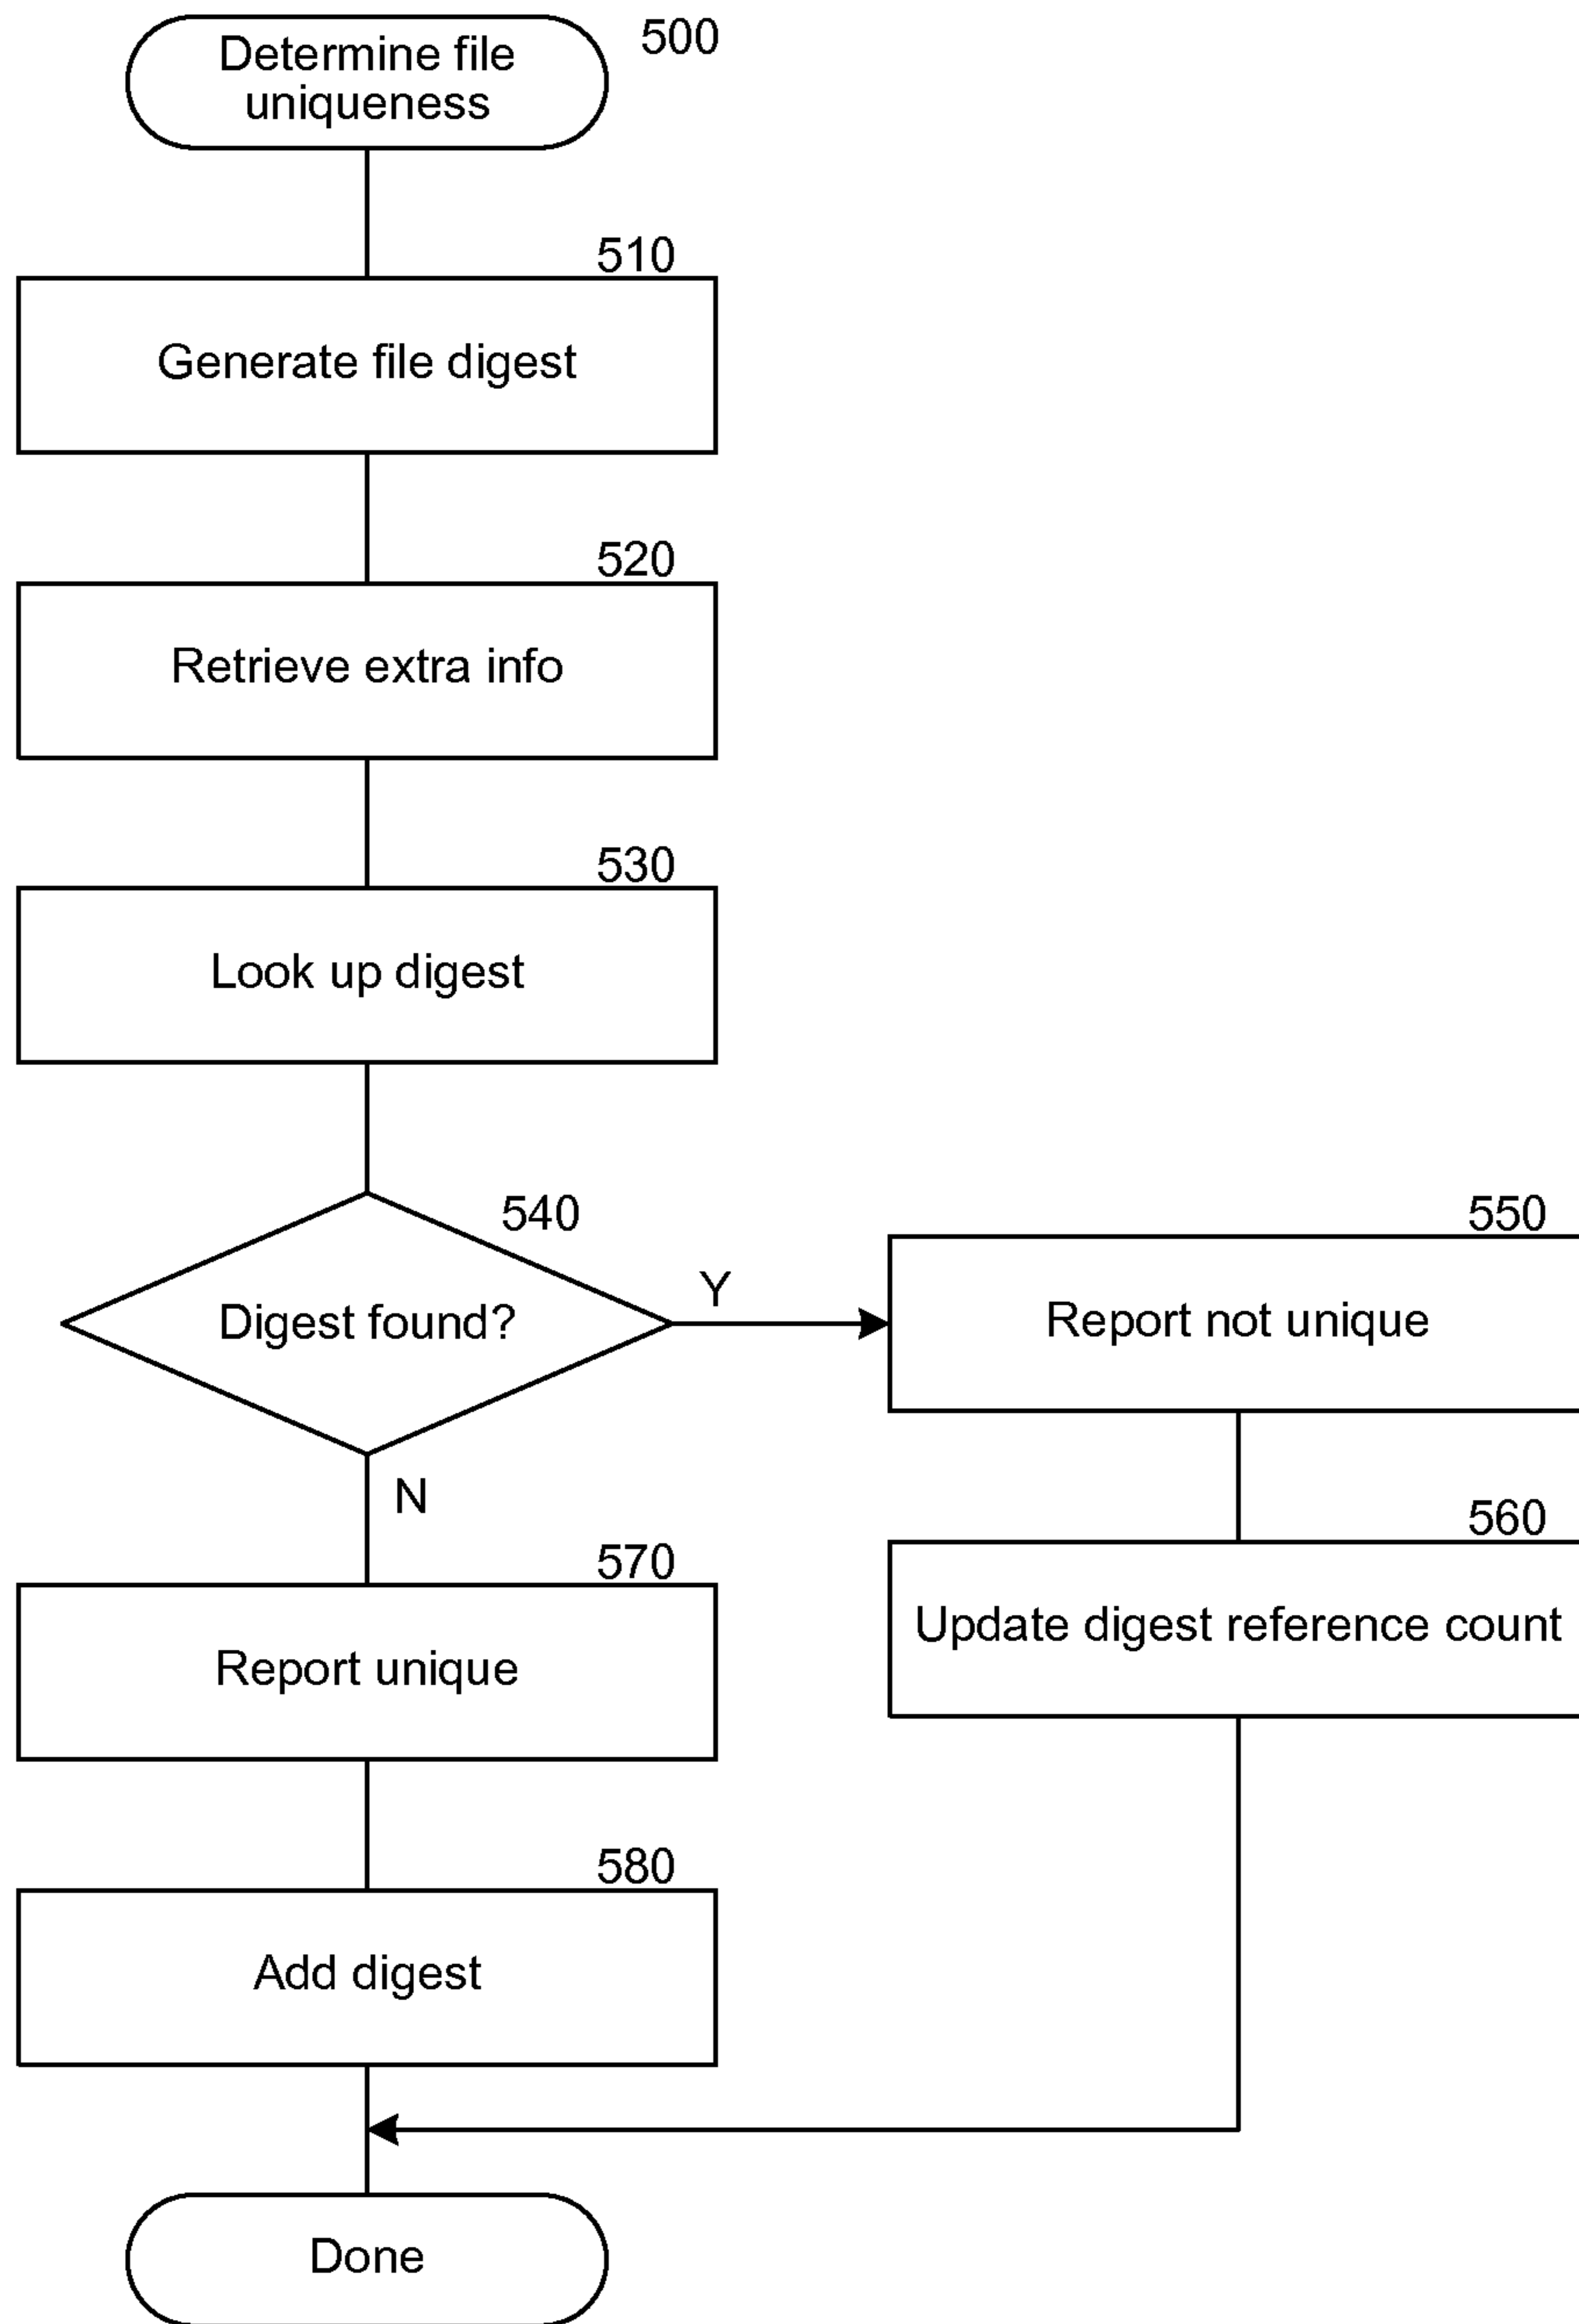 Determine file
uniqueness
500
510
Generate file digest
520
Retrieve extra info
530
Look up digest
540
Digest found?
Y
N
550
Report not unique
560
Update digest reference count
570
Report unique
580
Add digest
Done